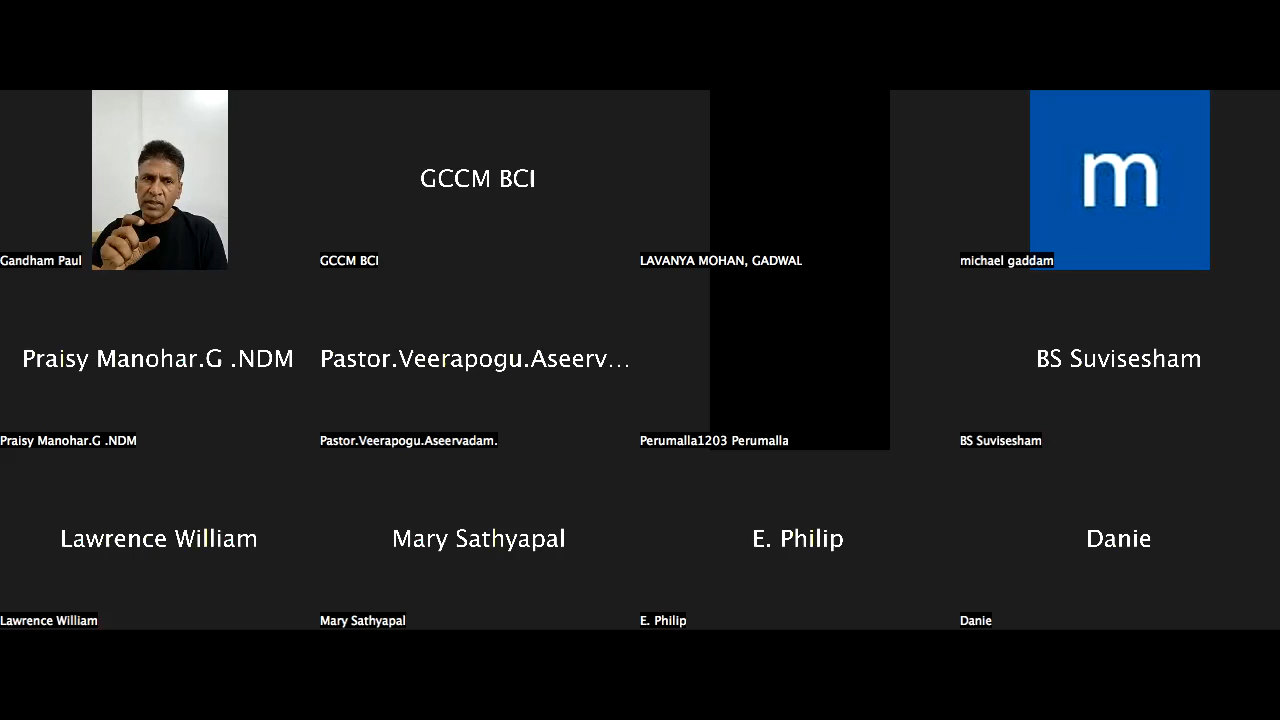 GCCM BCI
m
Gandham Paul
GCCM BCI
LAVANYA MOHAN, GADWAL
michael gaddam
Praisy Manohar.G .NDM
Pastor.Veerapogu.Aseerv...
BS Suvisesham
Praisy Manohar.G .NDM
Pastor.Veerapogu.Aseervadam.
Perumalla1203 Perumalla
BS Suvisesham
Lawrence William
Mary Sathyapal
E. Philip
Danie
Lawrence William
Mary Sathyapal
E. Philip
Danie